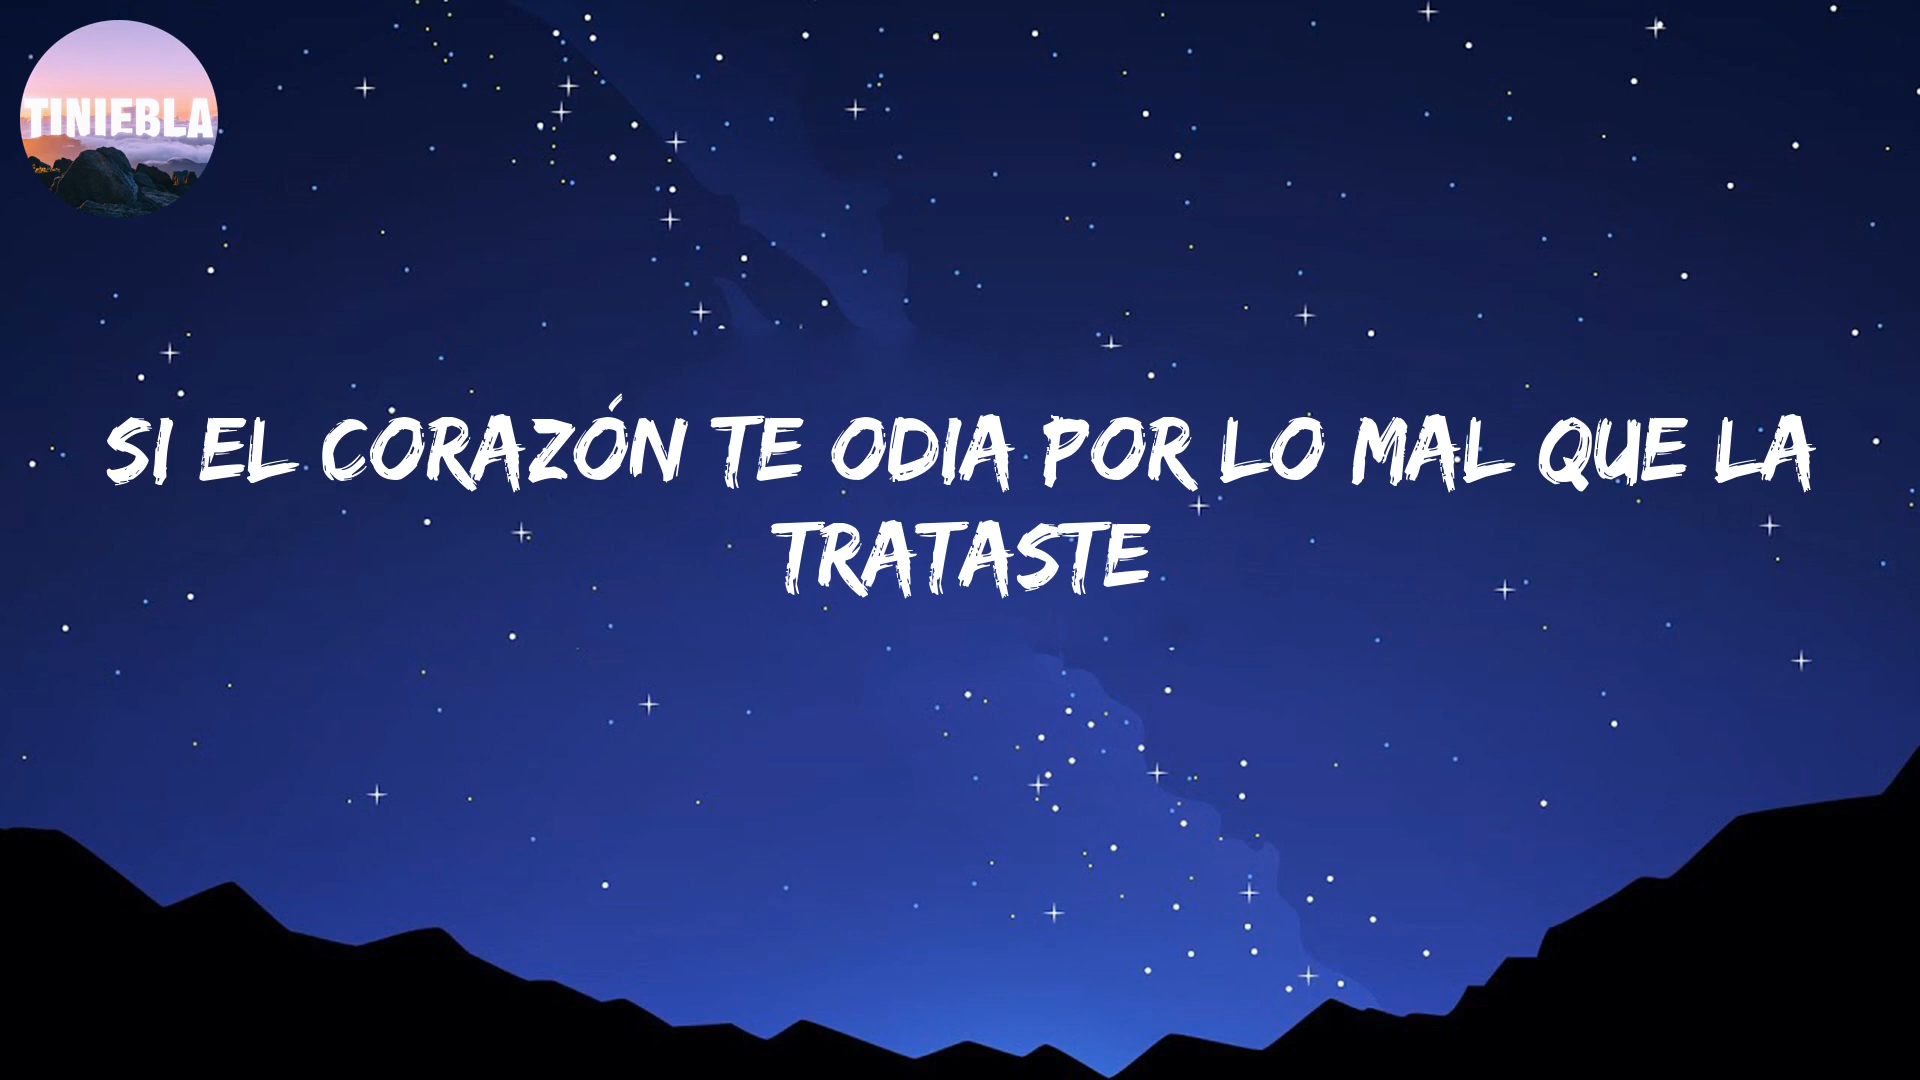 TINIEBLA
SI EL CORAZÓN TE ODIA POR LO MAL QUE LA
TRATASTE